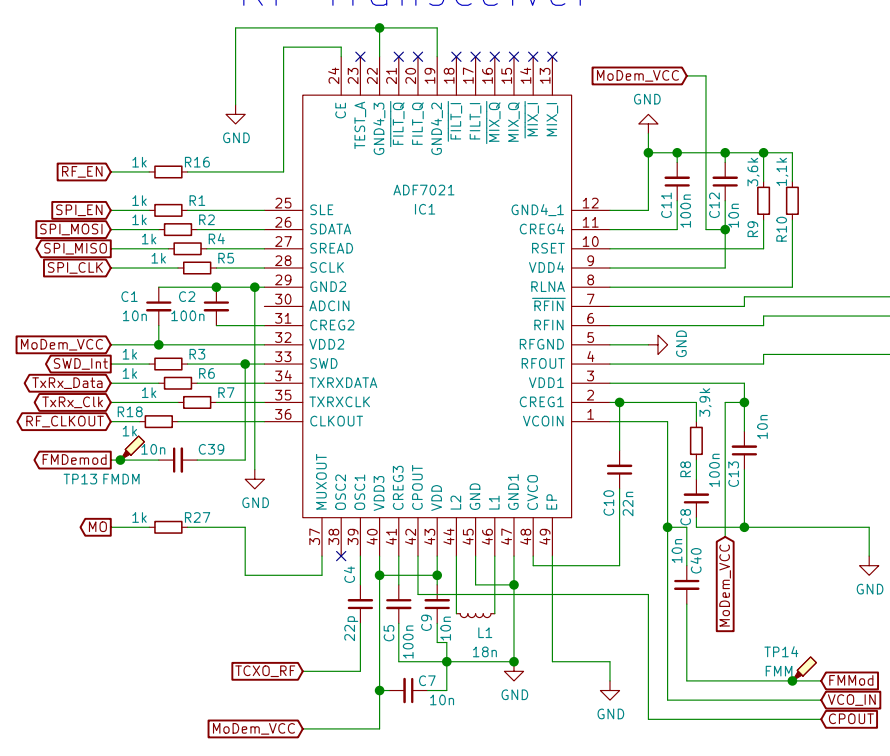 RF Transceiver
24 23 22 21 20 19 18 17 16 15 14 13
CE TEST_A GND4_3 FILT_Q FILT_Q GND4_2 FILT_I FILT_I MIX_Q MIX_Q MIX_I MIX_I
GND
MoDem_VCC
GND
RF_EN 1k R16
ADF7021
IC1
SPI_EN 1k R1 25 SLE
SPI_MOSI 1k R2 26 SDATA
SPI_MISO 1k R4 27 SREAD
SPI_CLK 1k R5 28 SCLK
29 GND2
C1 10n C2 100n
30 ADCIN
31 CREG2
MoDem_VCC 32 VDD2
SWD_Int 1k R3 33 SWD
TxRx_Data 1k R6 34 TXRXDATA
TxRx_Clk 1k R7 35 TXRXCLK
RF_CLKOUT R18 1k 36 CLKOUT
FMDemod 10n C39
TP13 FMDM
GND
MO 1k R27
GND4_1 12
CREG4 11
RSET 10
VDD4 9
RLNA 8
RFIN 7
RFIN 6
RFGND 5 GND
RFOUT 4
VDD1 3
CREG1 2
VCOIN 1
C11 100n
C12 10n
R9 3,6k
R10 1,1k
3,9k R8
100n C8
10n C13
C10 22n
10n C40
MoDem_VCC
GND
MUXOUT OSC2 OSC1 VDD3 CREG3 CPOUT VDD L2 GND L1 GND1 CVCO EP
37 38 39 40 41 42 43 44 45 46 47 48 49
C4 22p
C5 100n
C9 10n
L1
18n
C7
10n
TCXO_RF
MoDem_VCC
GND
GND
TP14
FMM
FMMod
VCO_IN
CPOUT